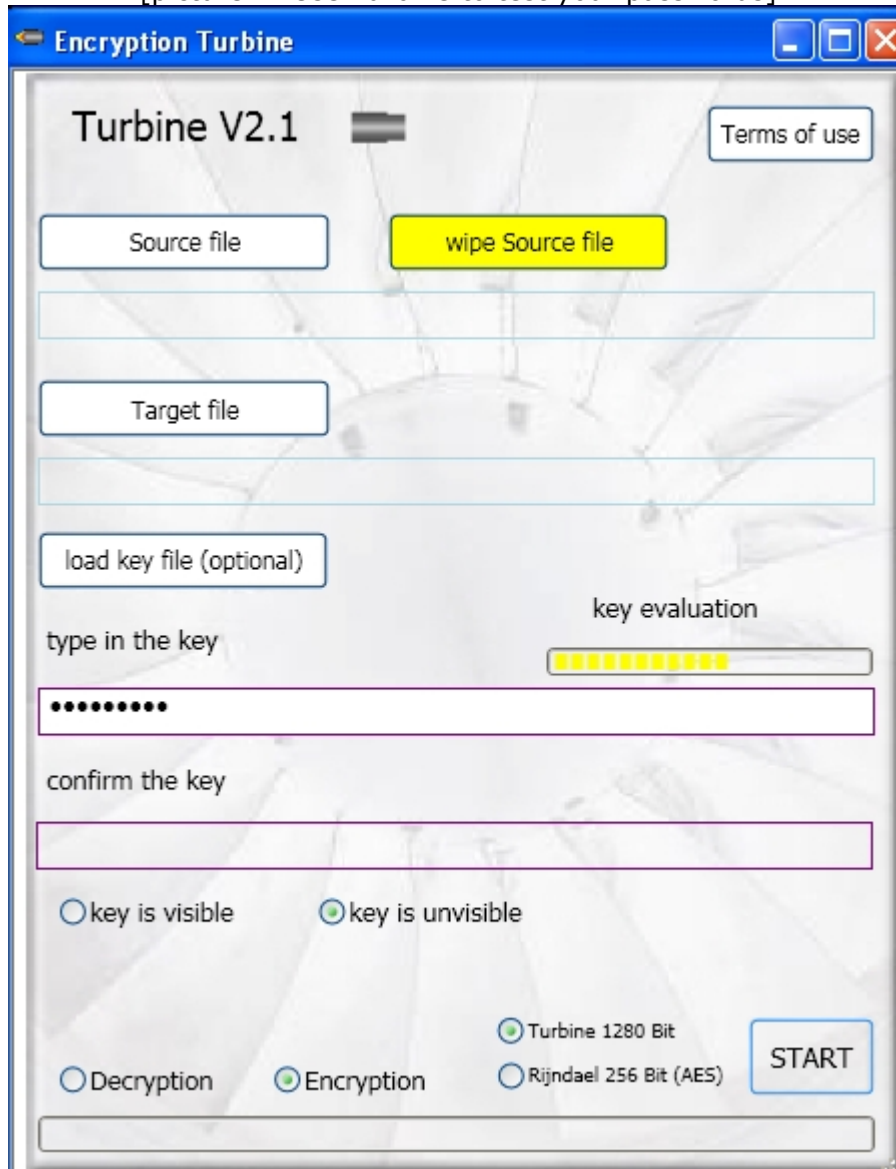 Encryption Turbine
Turbine V2.1
Terms of use
Source file
wipe Source file
Target file
load key file (optional)
key evaluation
type in the key
•••••••••
confirm the key
key is visible
key is unvisible
Turbine 1280 Bit
START
Decryption
Encryption
Rijndael 256 Bit (AES)